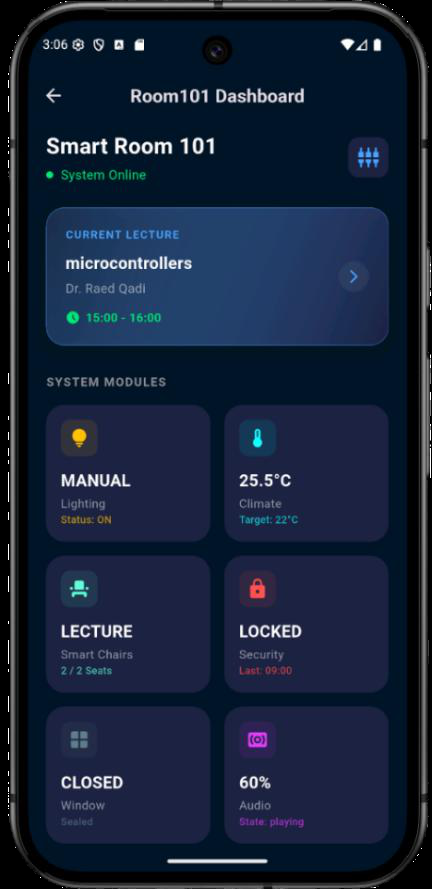 3:06
Room101 Dashboard
Smart Room 101
System Online
CURRENT LECTURE
microcontrollers
Dr. Raed Qadi
15:00 - 16:00
SYSTEM MODULES
MANUAL
Lighting
Status: ON
25.5°C
Climate
Target: 22°C
LECTURE
Smart Chairs
2 / 2 Seats
LOCKED
Security
Last: 09:00
CLOSED
Window
Sealed
60%
Audio
State: playing